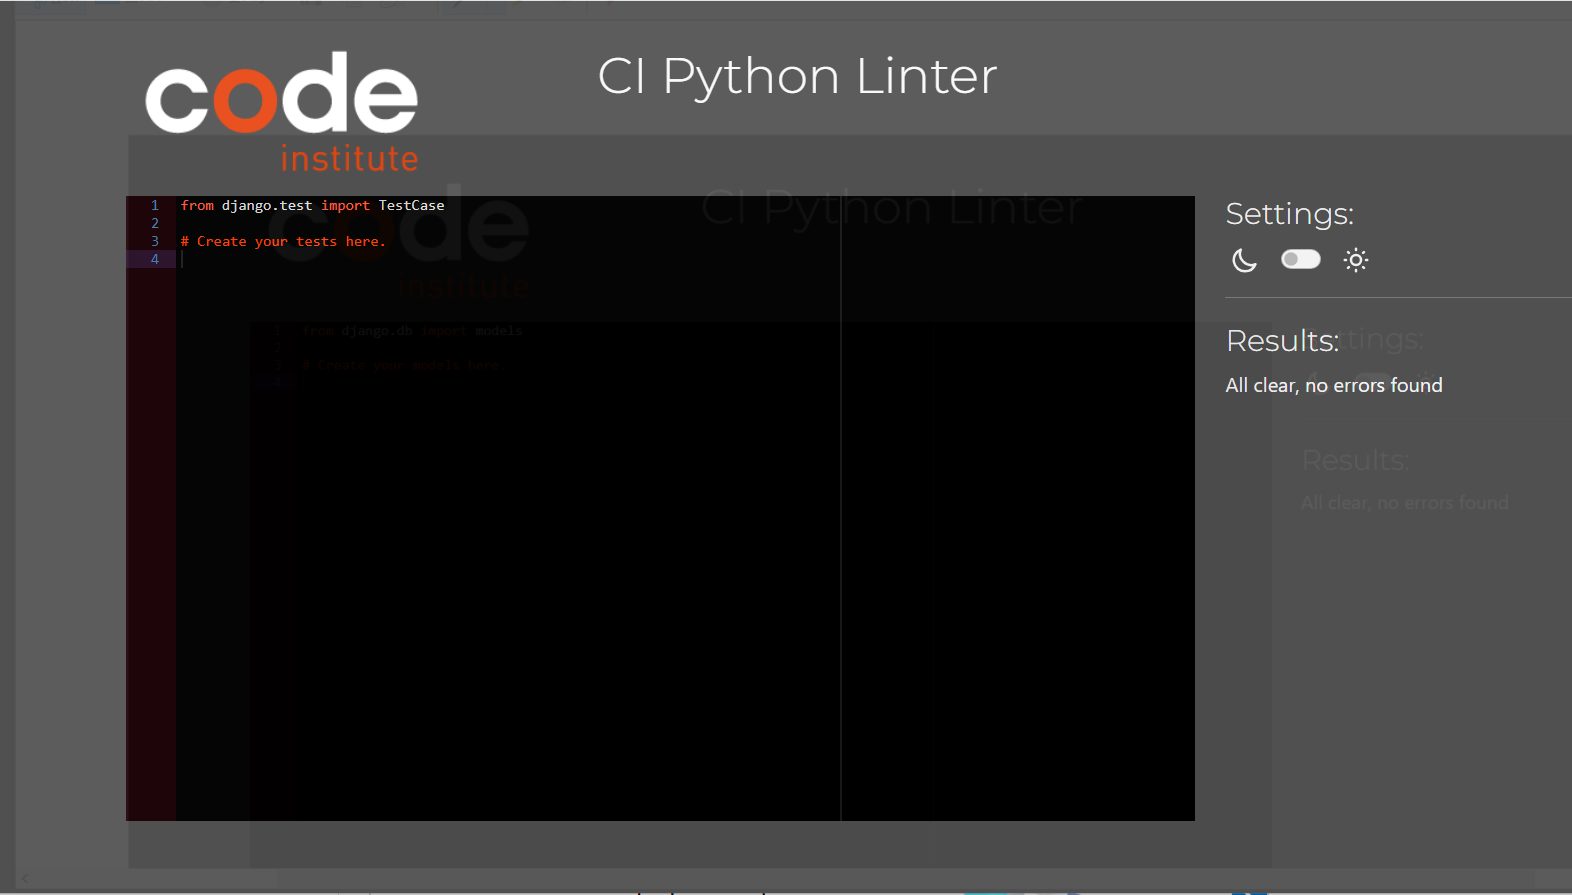 code
institute
CI Python Linter
CI Python Linter
code
institute
1 from django.test import TestCase
2
3 # Create your tests here.
4
1 from django.db import models
2
3 # Create your models here.
Settings:
Results:
All clear, no errors found
Settings:
Results:
All clear, no errors found